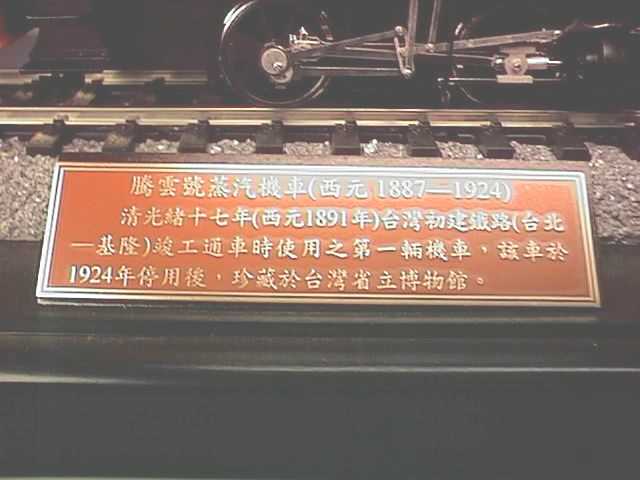 騰雲號蒸汽機車(西元 1887—1924)
清光緒十七年(西元1891年)台灣初建鐵路(台北
—基隆)竣工通車時使用之第一輛機車，該車於
1924年停用後，珍藏於台灣省立博物館。